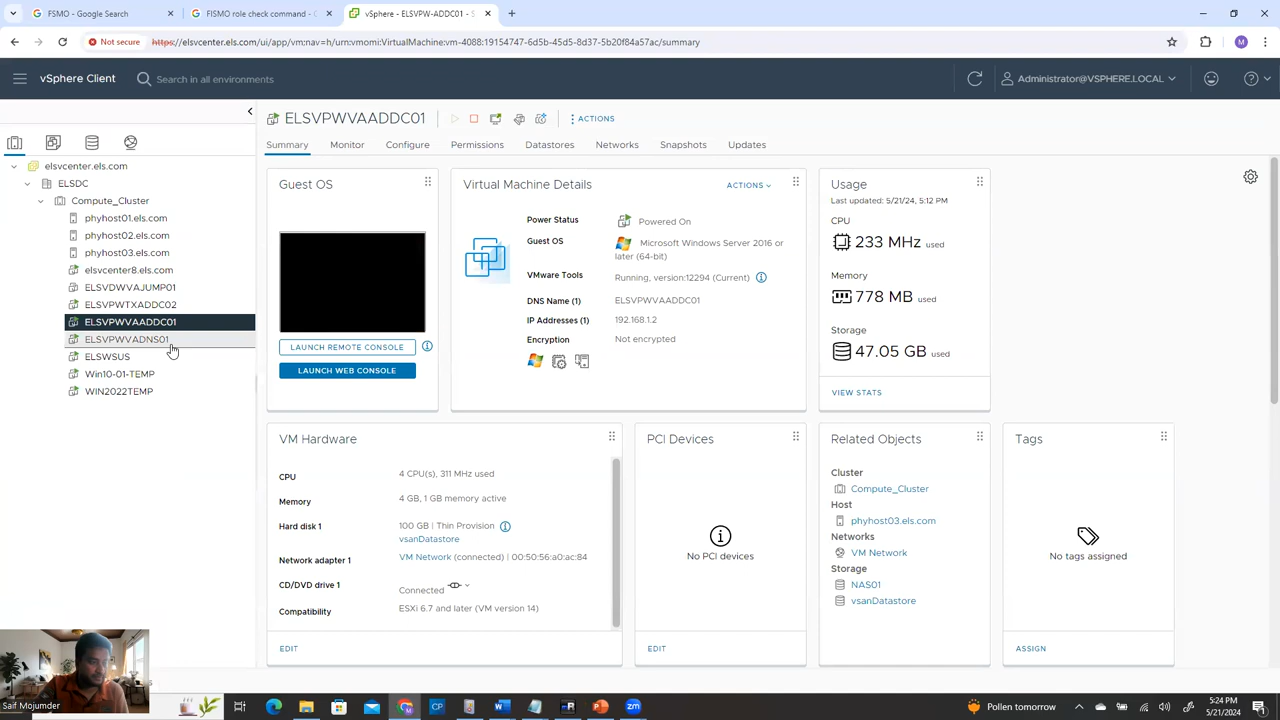 FSMO - Google Search
FISMO role check command - G
vSphere - ELSVPW-ADDC01 - S
Not secure
https://elsvcenter.els.com/ui/app/vm;nav=h/urn:vmomi:VirtualMachine:vm-4088:19154747-6d5b-45d5-8d37-5b20f84a57ac/summary
M
vSphere Client
Search in all environments
Administrator@VSPHERE.LOCAL
elsvcenter.els.com
ELSDC
Compute_Cluster
phyhost01.els.com
phyhost02.els.com
phyhost03.els.com
elsvcenter8.els.com
ELSVDWVAJUMP01
ELSVPWTXADDC02
ELSVPWVAADDC01
ELSVPWVADNS01
ELSWSUS
Win10-01-TEMP
WIN2022TEMP
ELSVPWVAADDC01
ACTIONS
Summary
Monitor
Configure
Permissions
Datastores
Networks
Snapshots
Updates
Guest OS
LAUNCH REMOTE CONSOLE
LAUNCH WEB CONSOLE
Virtual Machine Details
ACTIONS
Power Status
Powered On
Guest OS
Microsoft Windows Server 2016 or
later (64-bit)
VMware Tools
Running, version:12294 (Current)
DNS Name (1)
ELSVPWVAADDC01
IP Addresses (1)
192.168.1.2
Encryption
Not encrypted
Usage
Last updated: 5/21/24, 5:12 PM
CPU
233 MHz used
Memory
778 MB used
Storage
47.05 GB used
VIEW STATS
VM Hardware
CPU
4 CPU(s), 311 MHz used
Memory
4 GB, 1 GB memory active
Hard disk 1
100 GB | Thin Provision
vsanDatastore
Network adapter 1
VM Network (connected) | 00:50:56:a0:ac:84
CD/DVD drive 1
Connected
Compatibility
ESXi 6.7 and later (VM version 14)
EDIT
PCI Devices
No PCI devices
EDIT
Related Objects
Cluster
Compute_Cluster
Host
phyhost03.els.com
Networks
VM Network
Storage
NAS01
vsanDatastore
Tags
No tags assigned
ASSIGN
Saif Mojumder
Pollen tomorrow
5:24 PM
5/21/2024